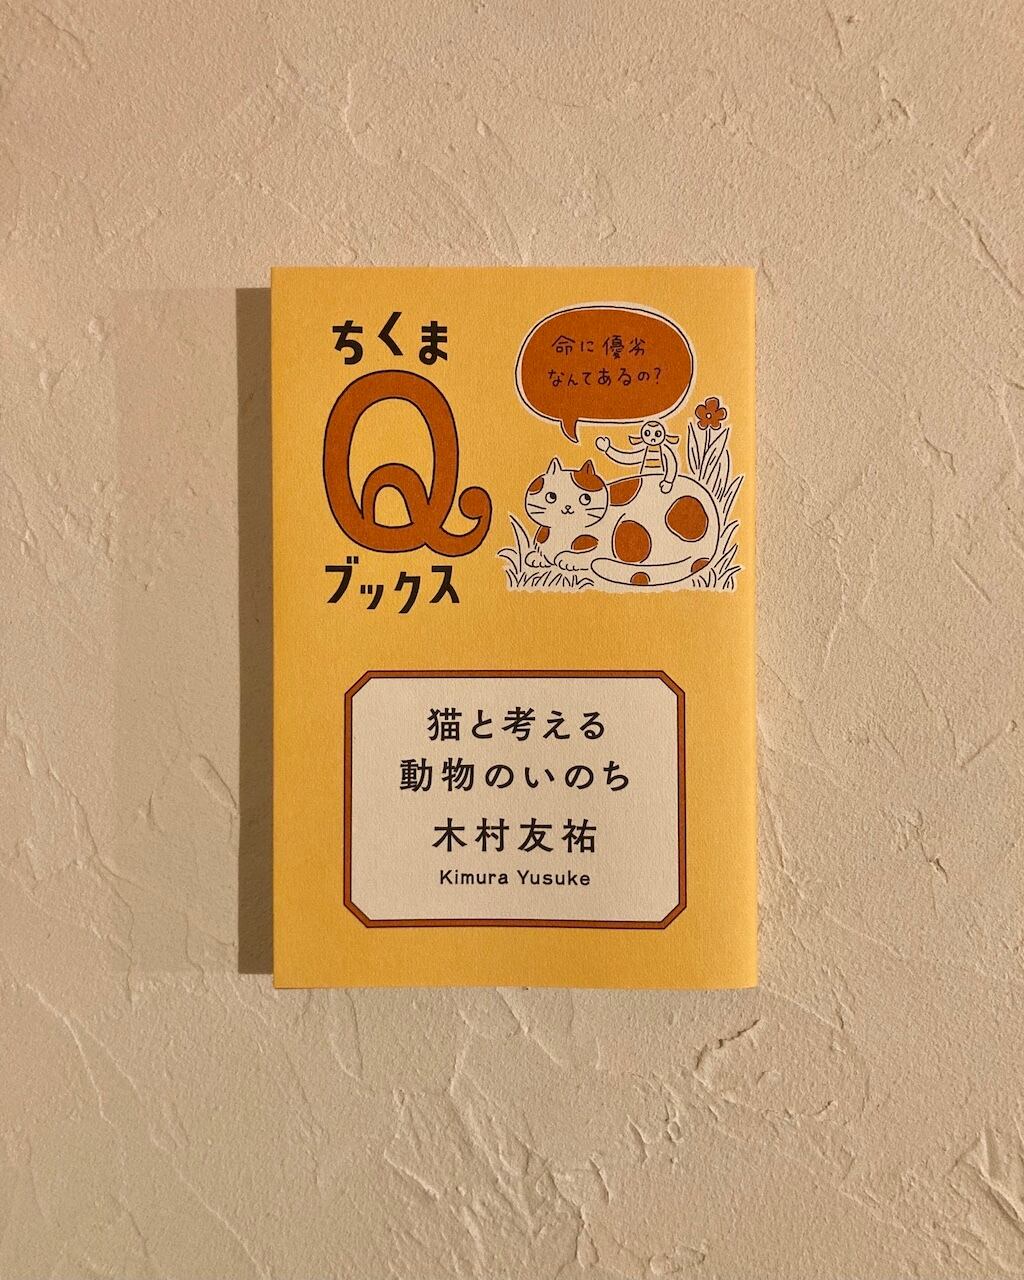 ちくま
Q
ブックス
命に優劣
なんてあるの?
猫と考える
動物のいのち
木村友祐
Kimura Yusuke